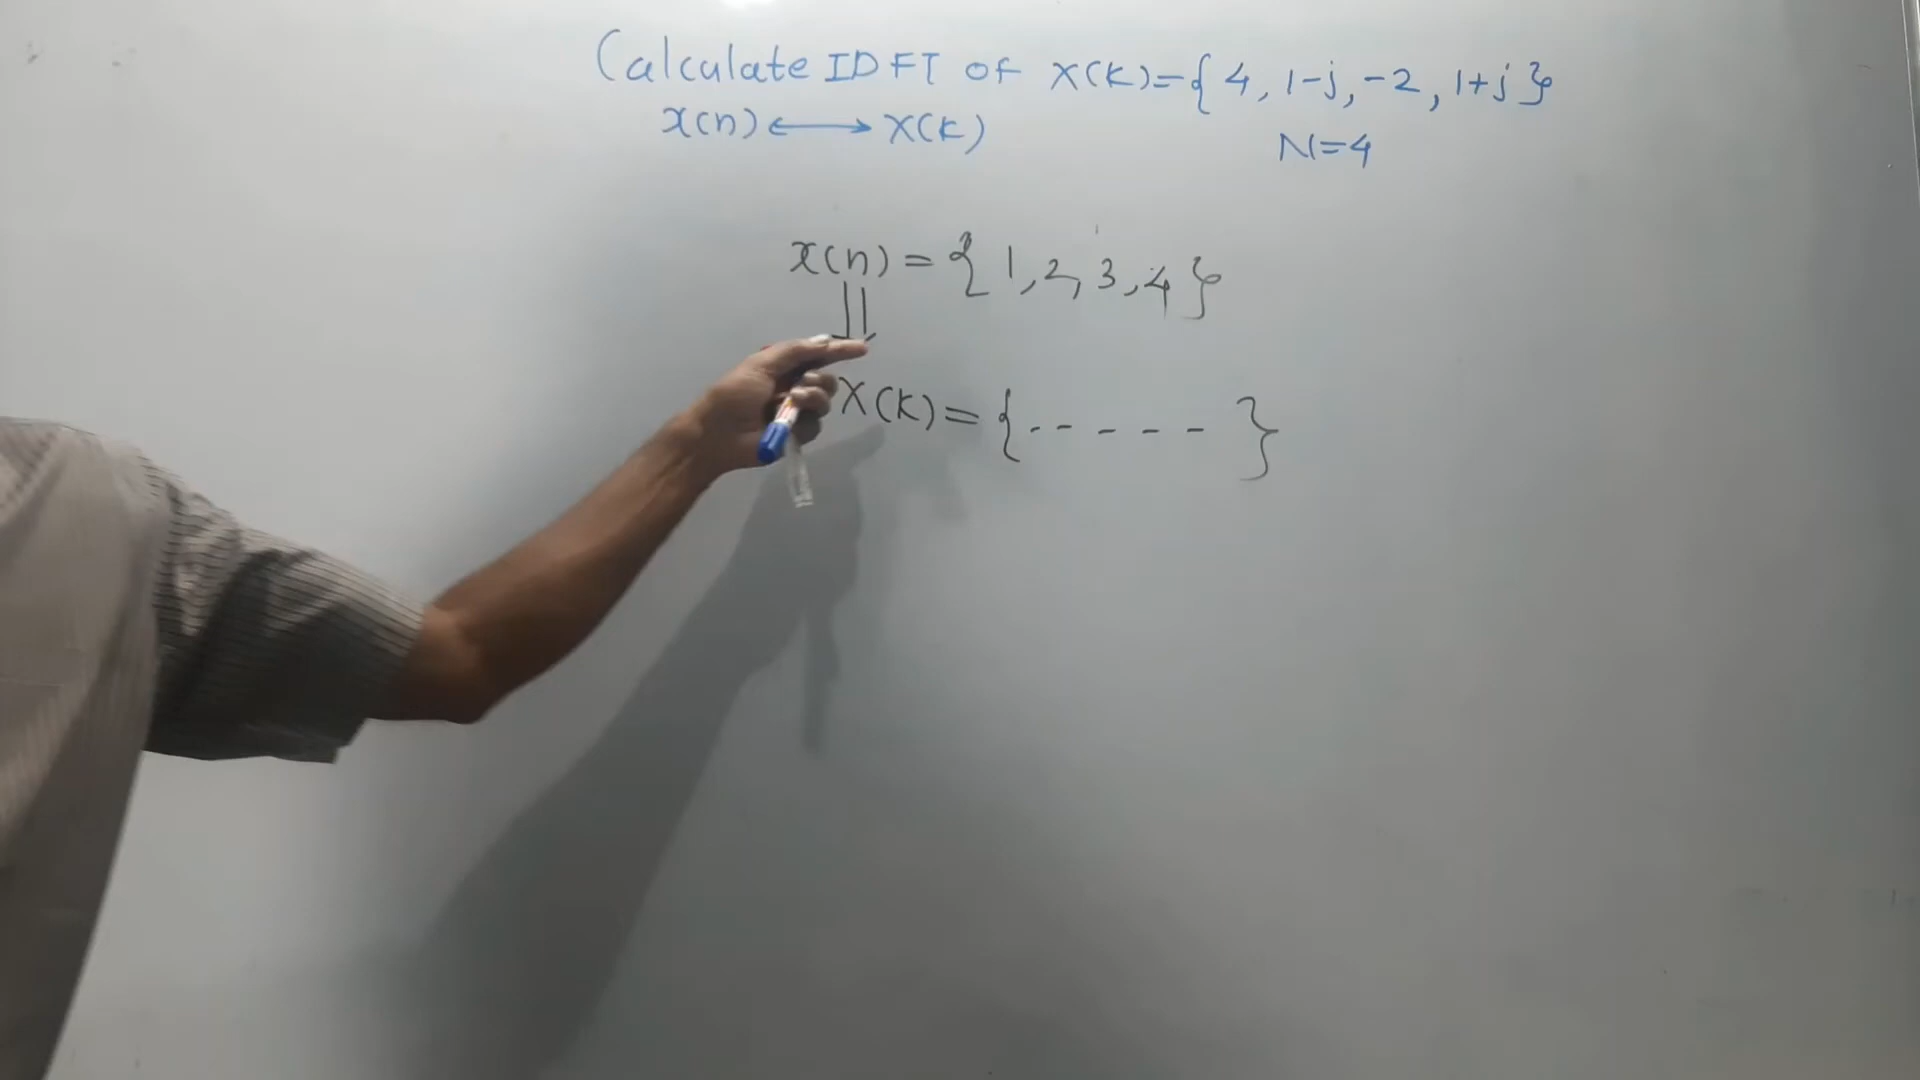 Calculate IDFT of X(k)={ 4, 1-j, -2, 1+j }
x(n) ⟷ X(k)
N=4
x(n) = { 1, 2, 3, 4 }
X(k) = { - - - - - }